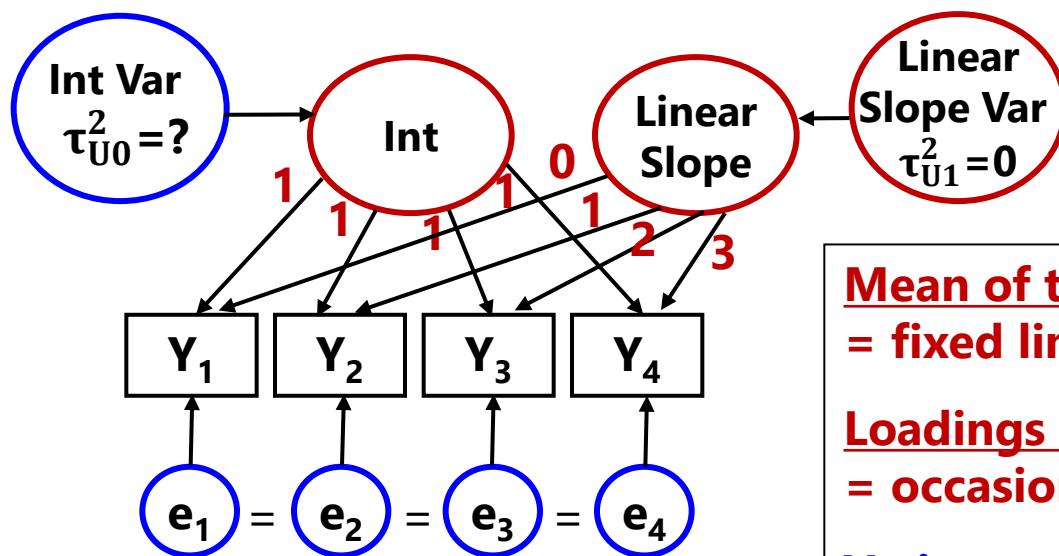 Int Var
τ²U0 =?
Int
Linear
Slope
Linear
Slope Var
τ²U1 =0
1
1
1
1
0
1
2
3
Y1
Y2
Y3
Y4
e1 = e2 = e3 = e4
Mean of t
= fixed lin
Loadings
= occasion